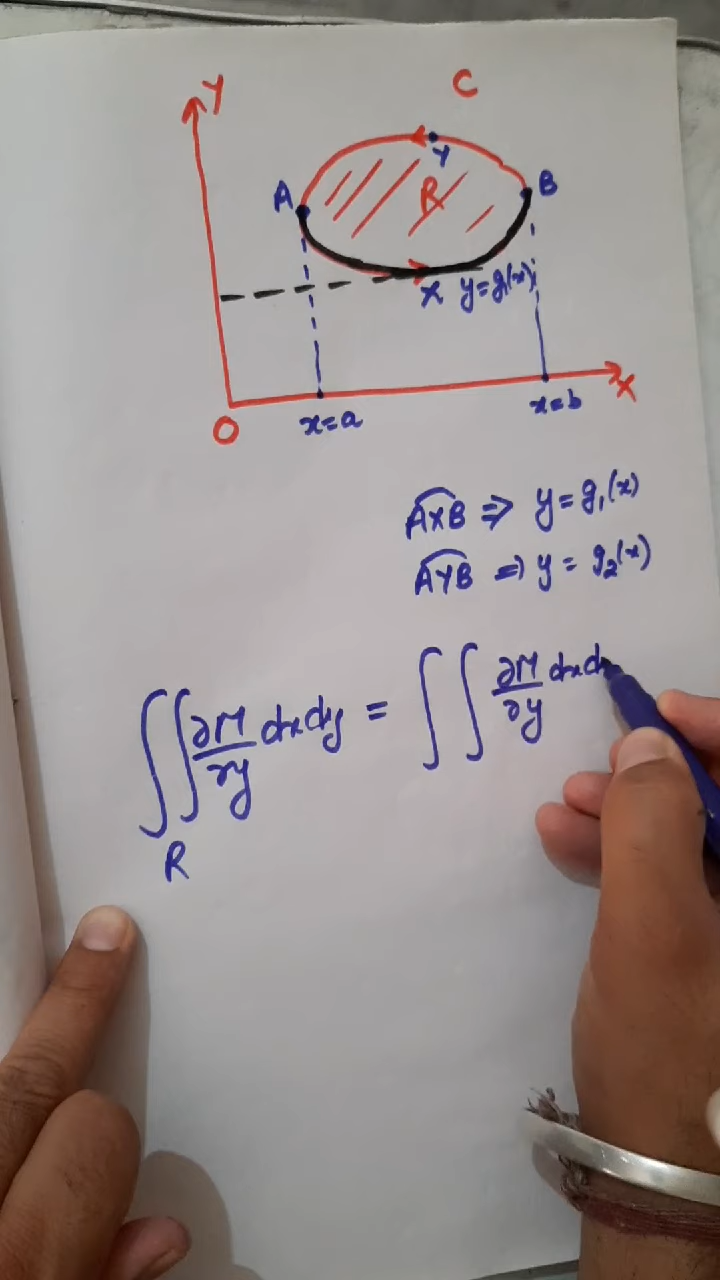 Y
C
Y
A
B
R
X y=g₁(x)
X
O
x=a
x=b
AXB ⇒ y=g₁(x)
AYB ⇒ y = g₂(x)
∫∫ ∂M/∂y dxdy = ∫∫ ∂M/∂y dxd
R